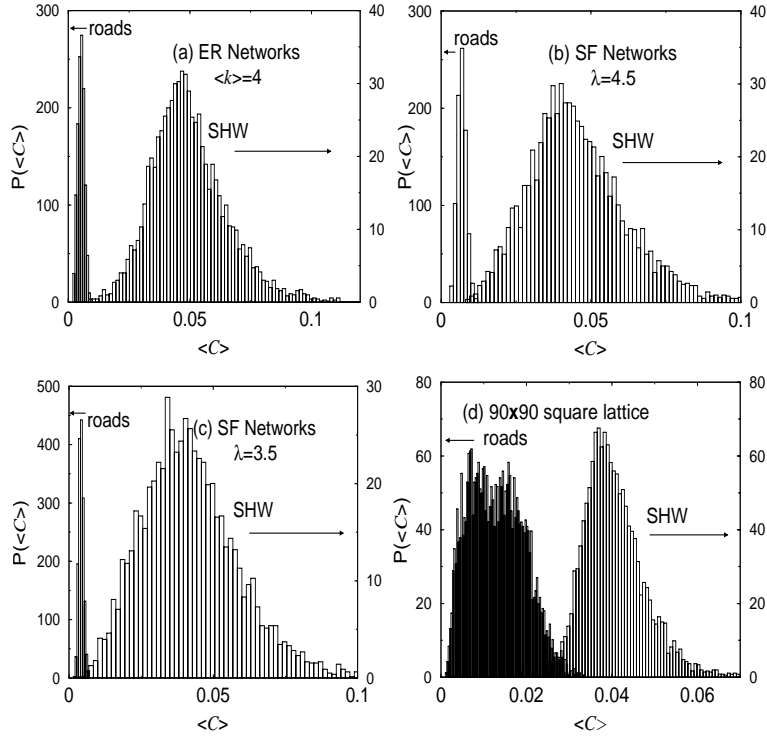 (a) ER Networks
<k>=4
roads
SHW
P(<C>)
300
200
100
0
40
30
20
10
0
0
0.05
0.1
<C>
(b) SF Networks
λ=4.5
roads
SHW
P(<C>)
300
200
100
0
40
30
20
10
0
0
0.05
0.1
<C>
(c) SF Networks
λ=3.5
roads
SHW
P(<C>)
500
400
300
200
100
0
30
20
10
0
0
0.05
0.1
<C>
(d) 90x90 square lattice
roads
SHW
P(<C>)
80
60
40
20
0
80
60
40
20
0
0
0.02
0.04
0.06
<C>